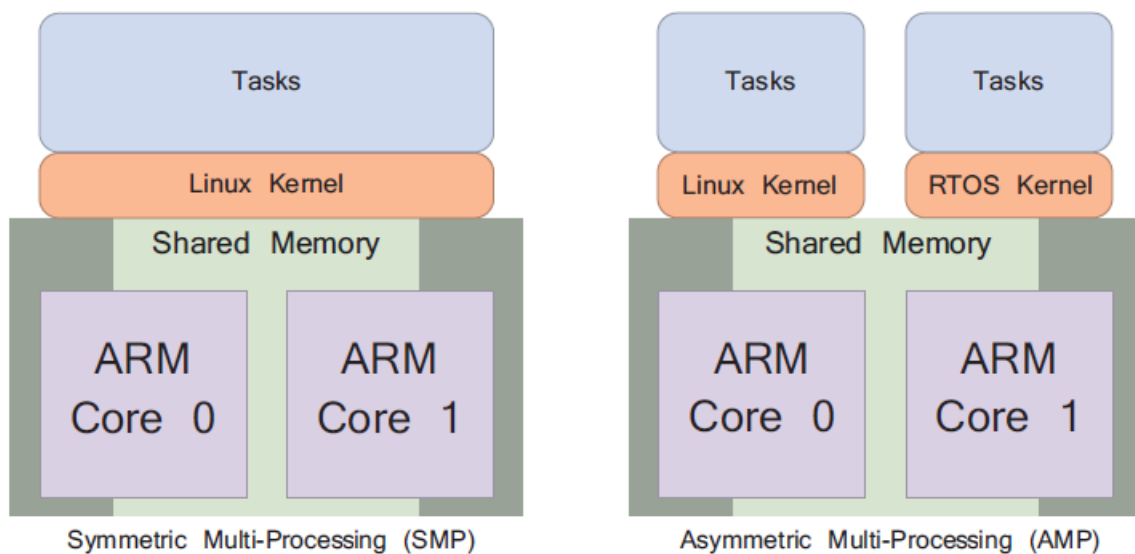 Tasks
Linux Kernel
Shared Memory
ARM
Core 0
ARM
Core 1
Symmetric Multi-Processing (SMP)
Tasks
Tasks
Linux Kernel
RTOS Kernel
Shared Memory
ARM
Core 0
ARM
Core 1
Asymmetric Multi-Processing (AMP)